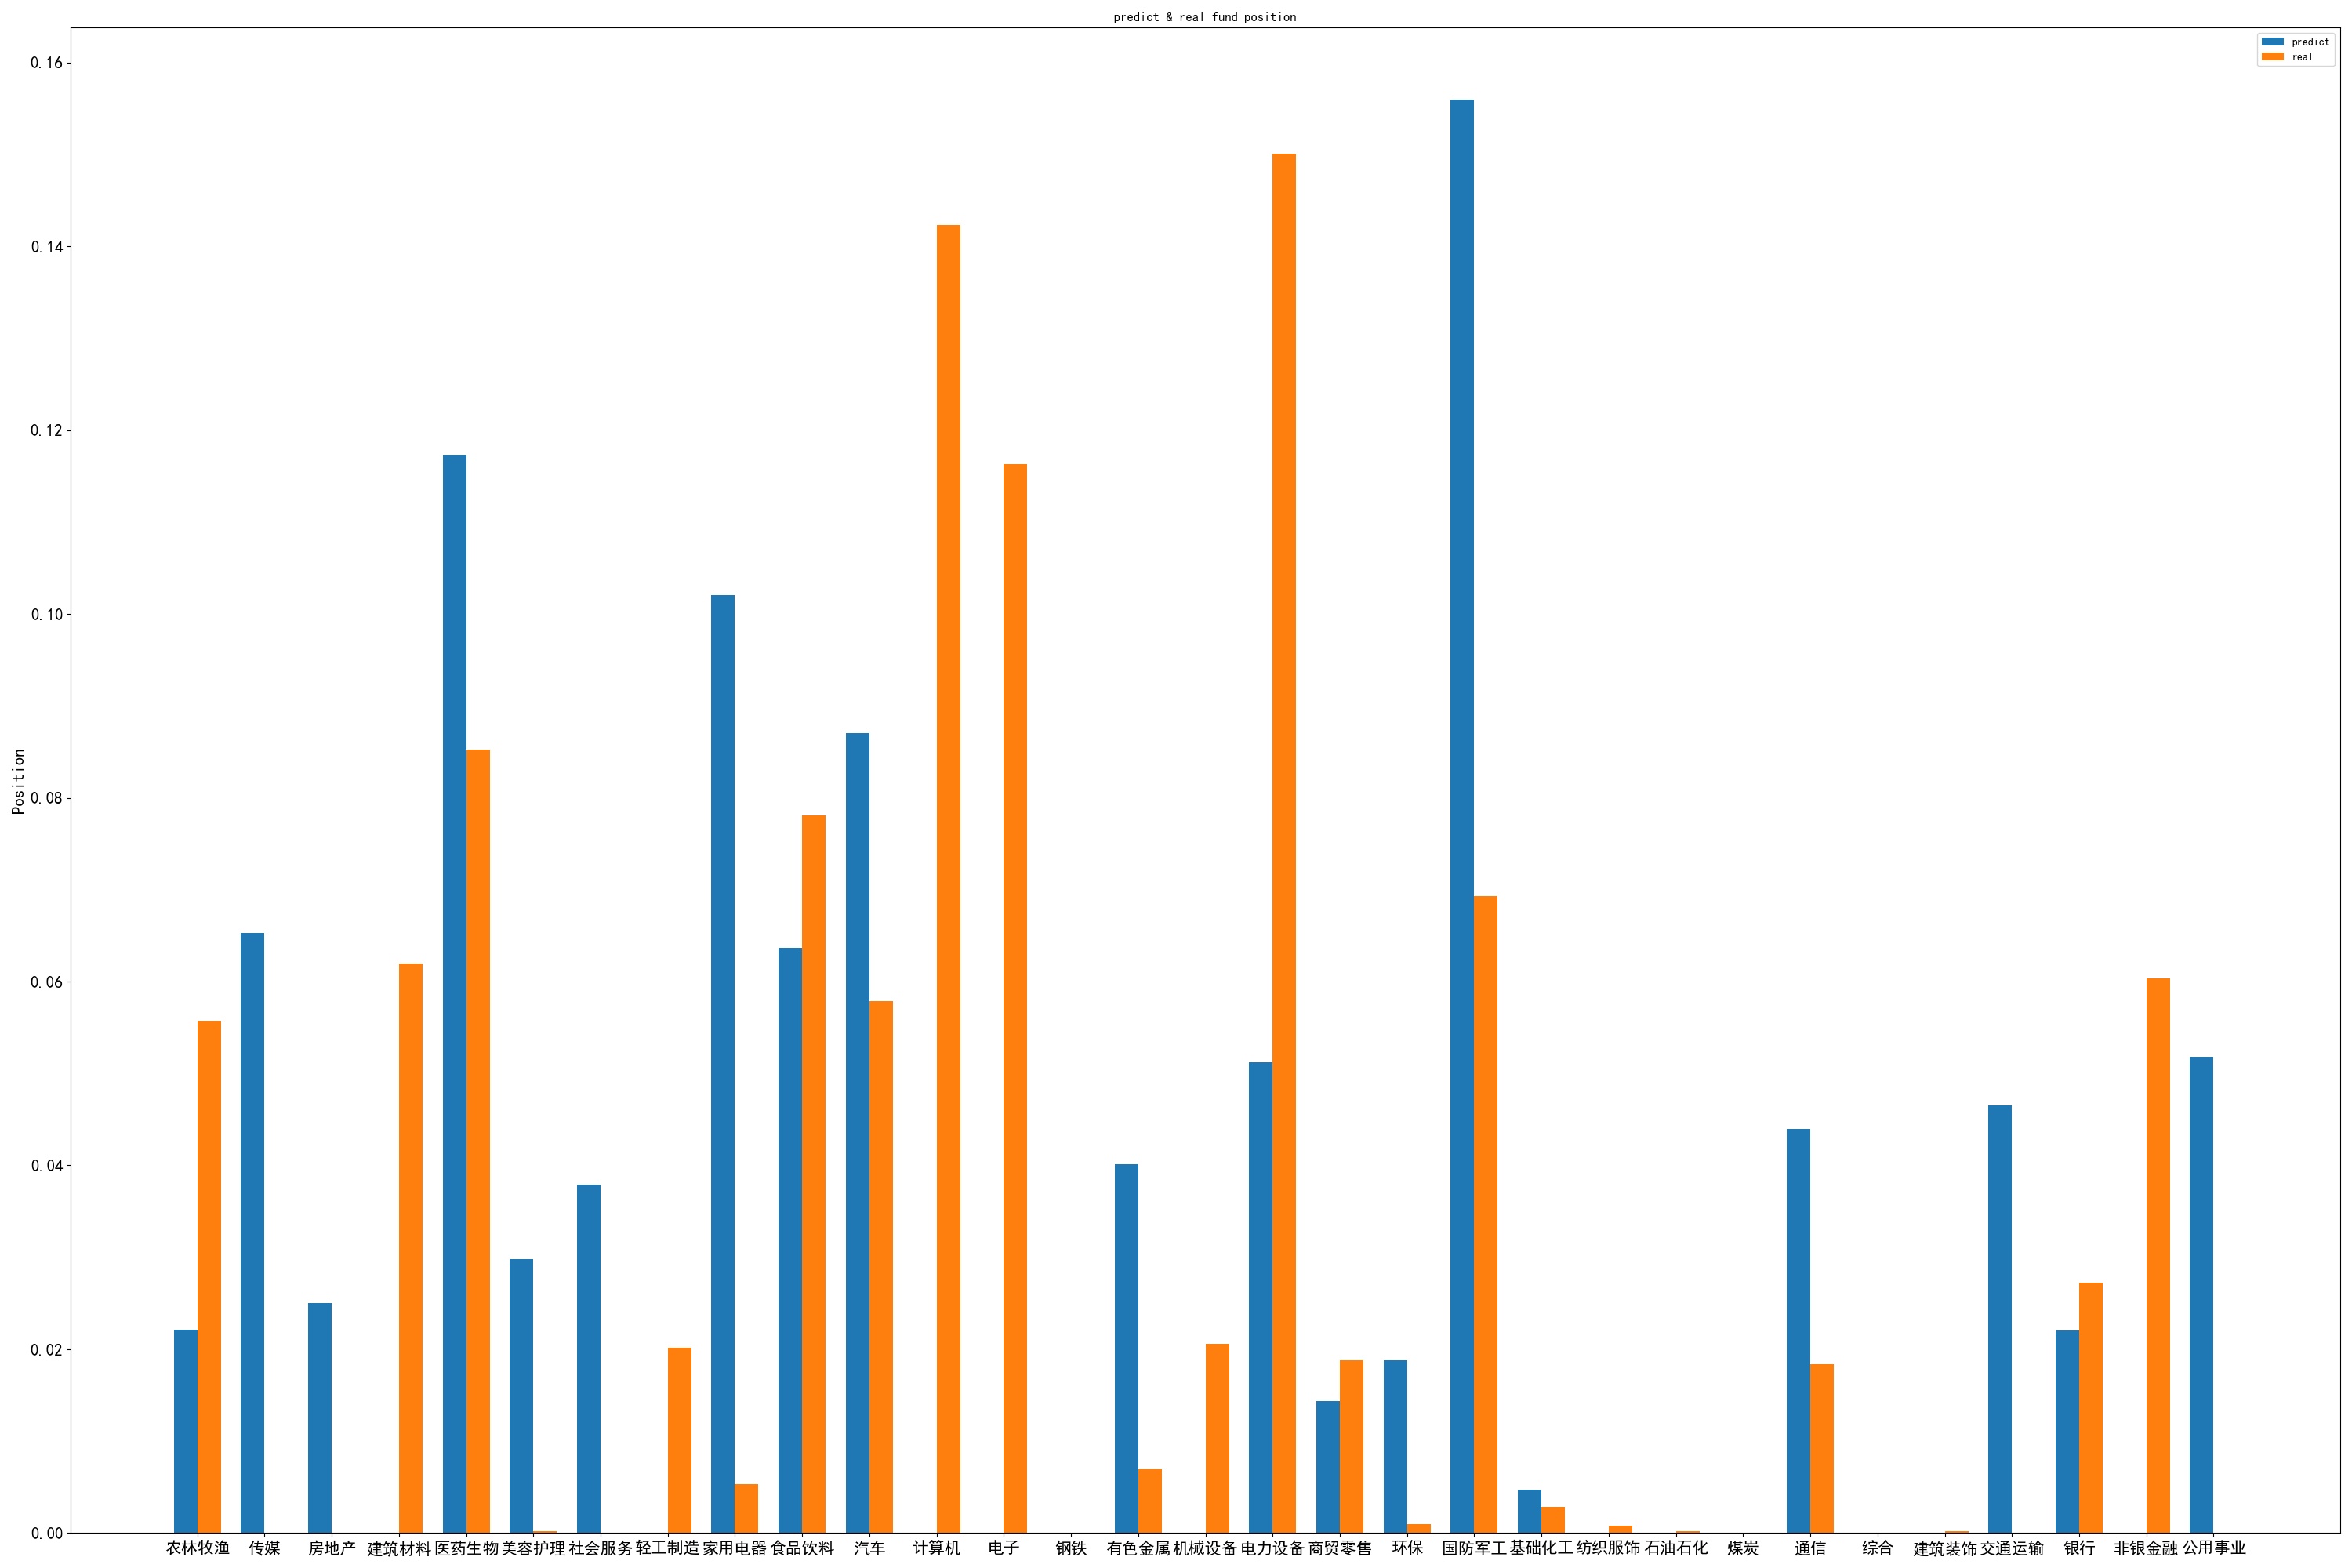 predict & real fund position
predict
real
Position
0.16
0.14
0.12
0.10
0.08
0.06
0.04
0.02
0.00
农林牧渔 传媒 房地产 建筑材料 医药生物 美容护理 社会服务 轻工制造 家用电器 食品饮料 汽车 计算机 电子 钢铁 有色金属 机械设备 电力设备 商贸零售 环保 国防军工 基础化工 纺织服饰 石油石化 煤炭 通信 综合 建筑装饰 交通运输 银行 非银金融 公用事业